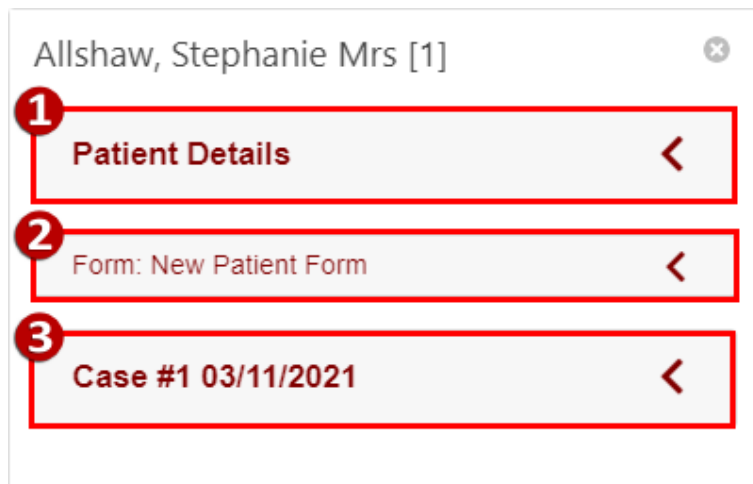 Allshaw, Stephanie Mrs [1]
1
Patient Details
2
Form: New Patient Form
3
Case #1 03/11/2021